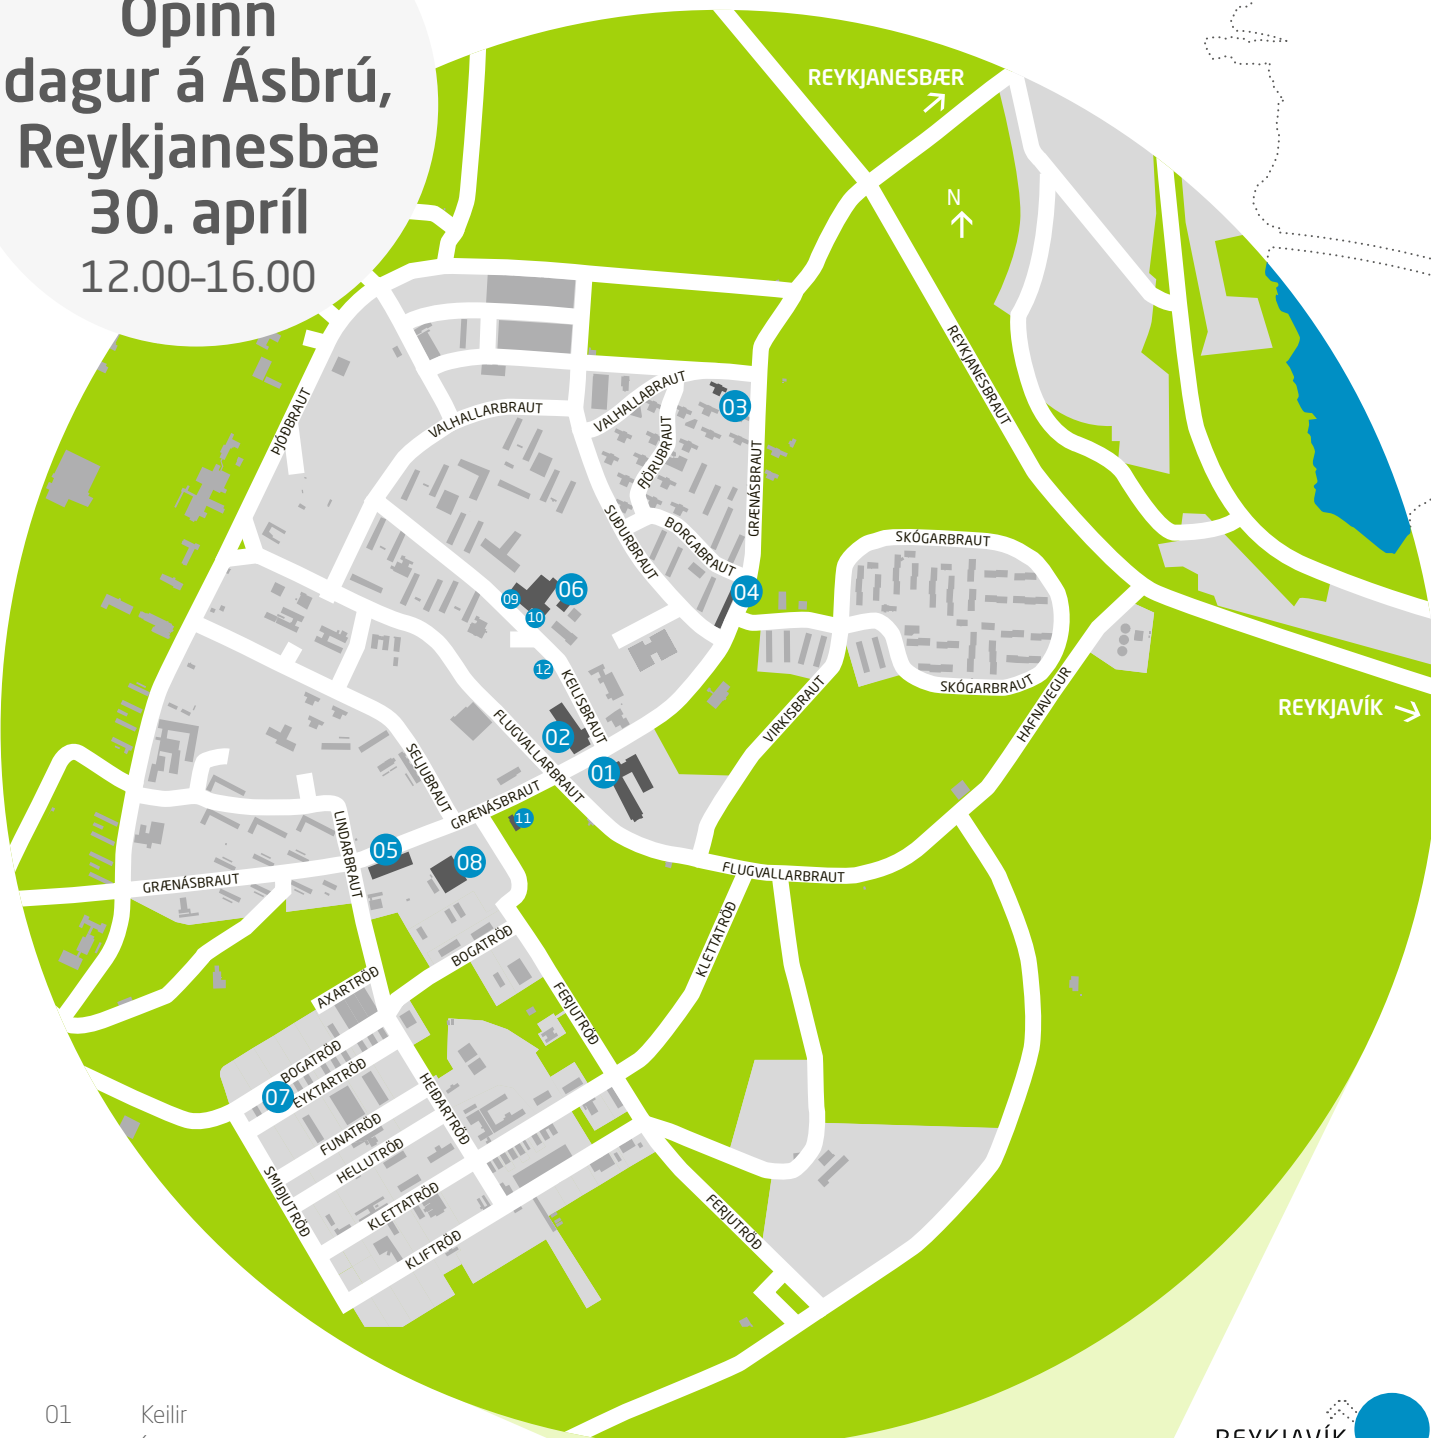 Opinn
dagur á Ásbrú,
Reykjanesbæ
30. apríl
12.00–16.00
REYKJANESBÆR
N
REYKJANESBRAUT
ÞJÓÐBRAUT
VALHALLARBRAUT
VALHALLABRAUT
03
FJÖRUBRAUT
GRÆNÁSBRAUT
SUÐURBRAUT
BORGABRAUT
SKÓGARBRAUT
04
06
09
10
12
KEILISBRAUT
SKÓGARBRAUT
VIRKISBRAUT
HAFNAVEGUR
REYKJAVÍK
02
FLUGVALLARBRAUT
01
SELJUBRAUT
GRÆNÁSBRAUT
11
LINDARBRAUT
05
08
GRÆNÁSBRAUT
FLUGVALLARBRAUT
KLETTATRÖÐ
BOGATRÖÐ
AXARTRÖÐ
FERJUTRÖÐ
BOGATRÖÐ
EYKTARTRÖÐ
07
HEIÐARTRÖÐ
FUNATRÖÐ
HELLUTRÖÐ
SMIÐJUTRÖÐ
KLETTATRÖÐ
KLIFTRÖÐ
FERJUTRÖÐ
01 Keilir
REYKJAVÍK